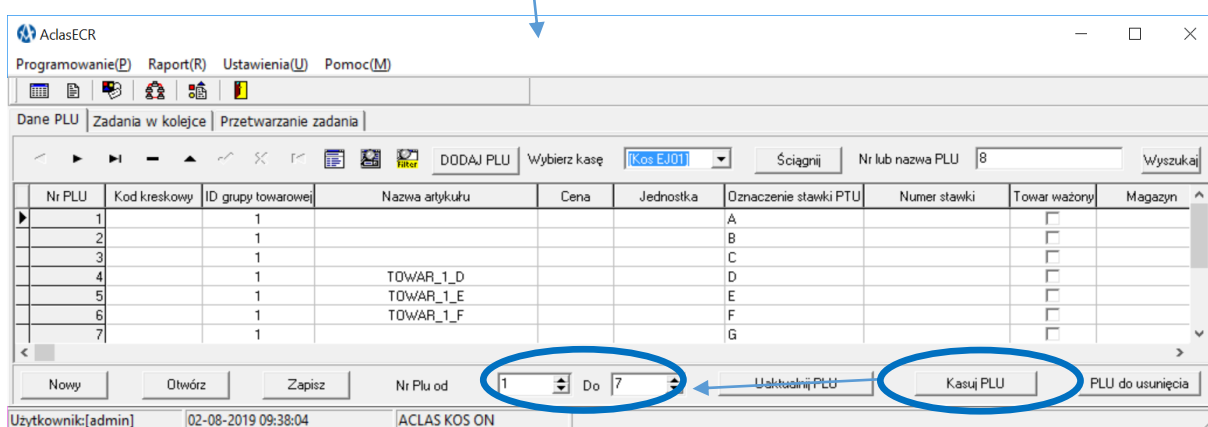 AclasECR
Programowanie(P) Raport(R) Ustawienia(U) Pomoc(M)
Dane PLU Zadania w kolejce Przetwarzanie zadania
Filter DODAJ PLU Wybierz kasę [Kos EJ01] Ściągnij Nr lub nazwa PLU 8 Wyszukaj
Nr PLU Kod kreskowy ID grupy towarowej Nazwa artykułu Cena Jednostka Oznaczenie stawki PTU Numer stawki Towar ważony Magazyn
1 1 A
2 1 B
3 1 C
4 1 TOWAR_1_D D
5 1 TOWAR_1_E E
6 1 TOWAR_1_F F
7 1 G
Nowy Otwórz Zapisz Nr Plu od 1 Do 7 Uaktualnij PLU Kasuj PLU PLU do usunięcia
Użytkownik:[admin] 02-08-2019 09:38:04 ACLAS KOS ON